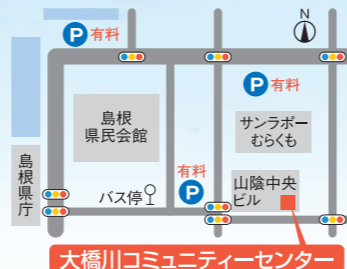 N
P 有料
P 有料
島根
県民会館
サンラポー
むらくも
島根県庁
有料
P
バス停
山陰中央
ビル
大橋川コミュニティーセンター